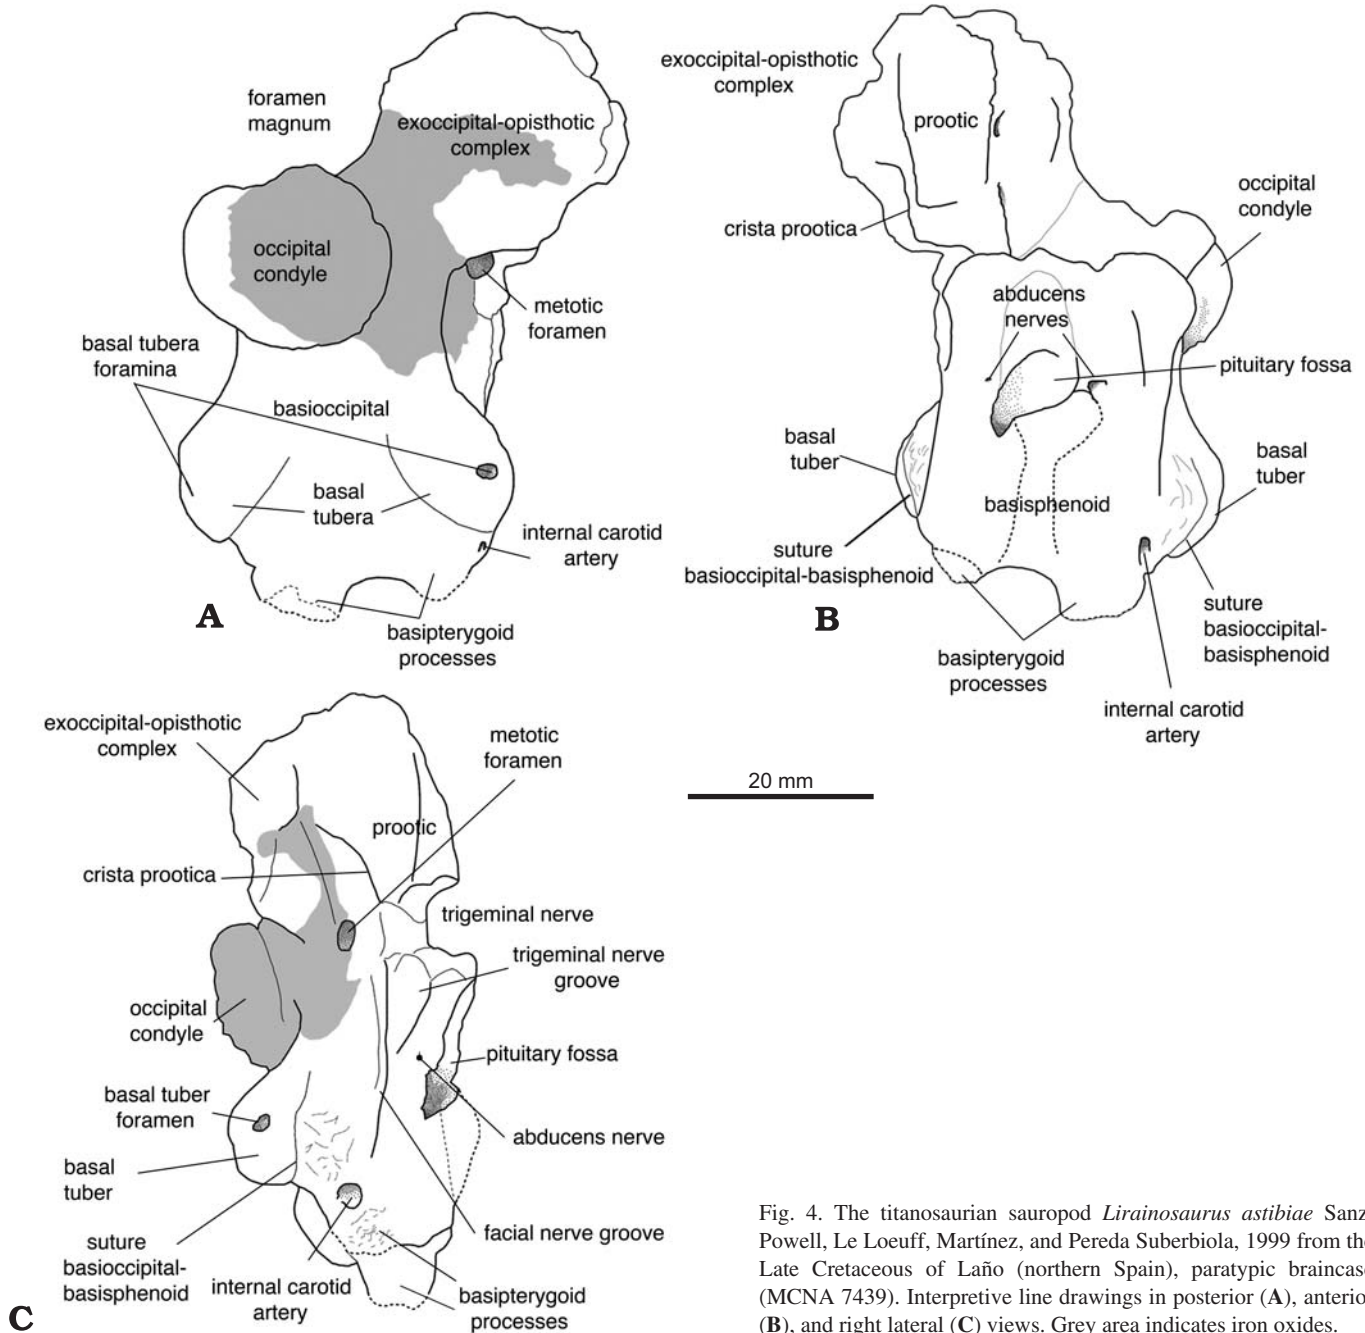 exoccipital-opisthotic
complex
foramen
magnum
exoccipital-opisthotic
complex
prootic
occipital
condyle
crista prootica
occipital
condyle
metotic
foramen
abducens
nerves
basal tubera
foramina
pituitary fossa
basioccipital
basal
tuber
basal
tuber
basal
tubera
basisphenoid
internal carotid
artery
suture
basioccipital-basisphenoid
A
B
suture
basioccipital-
basisphenoid
basipterygoid
processes
basipterygoid
processes
internal carotid
artery
exoccipital-opisthotic
complex
metotic
foramen
20 mm
prootic
crista prootica
trigeminal nerve
trigeminal nerve
groove
occipital
condyle
pituitary fossa
basal tuber
foramen
abducens nerve
basal
tuber
facial nerve groove
suture
basioccipital-
basisphenoid
internal carotid
artery
basipterygoid
processes
C
Fig. 4. The titanosaurian sauropod Lirainosaurus astibiae Sanz
Powell, Le Loeuff, Martínez, and Pereda Suberbiola, 1999 from the
Late Cretaceous of Laño (northern Spain), paratypic braincase
(MCNA 7439). Interpretive line drawings in posterior (A), anterio
(B), and right lateral (C) views. Grey area indicates iron oxides.